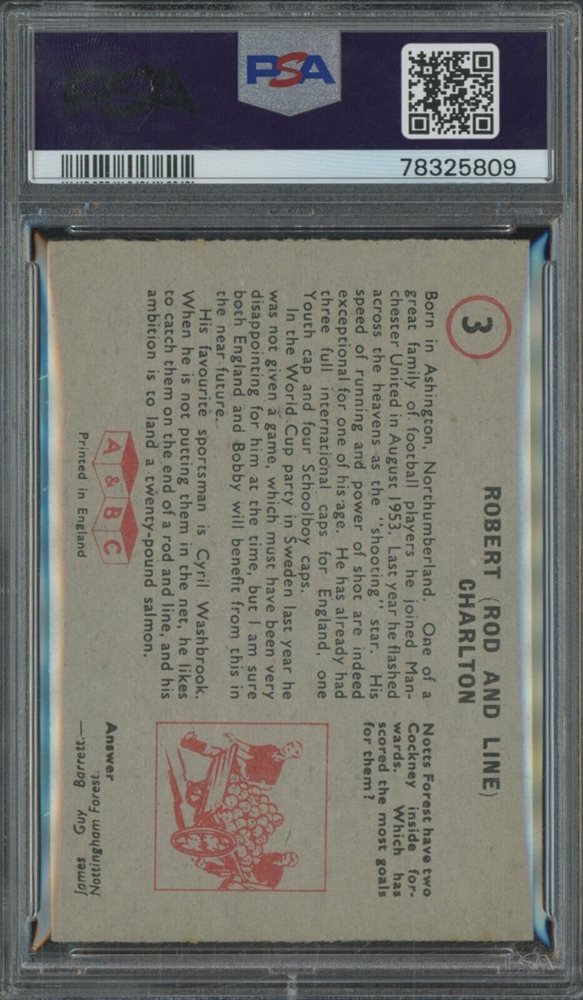 PSA
78325809
3
ROBERT (ROD AND LINE)
CHARLTON
Born in Ashington, Northumberland. One of a
great family of football players he joined Man-
chester United in August 1953. Last year he flashed
across the heavens as the "shooting" star. His
speed of running and power of shot are indeed
exceptional for one of his age. He has already had
three full international caps for England, one
Youth cap and four Schoolboy caps.
In the World Cup party in Sweden last year he
was not given a game, which must have been very
disappointing for him at the time, but I am sure
both England and Bobby will benefit from this in
the near future.
His favourite sportsman is Cyril Washbrook.
When he is not putting them in the net, he likes
to catch them on the end of a rod and line, and his
ambition is to land a twenty-pound salmon.
A & B C
Printed in England
Notts Forest have two
Cockney inside for-
wards. Which has
scored the most goals
for them?
Answer
Nottingham Forest.
James Guy Barrett.—